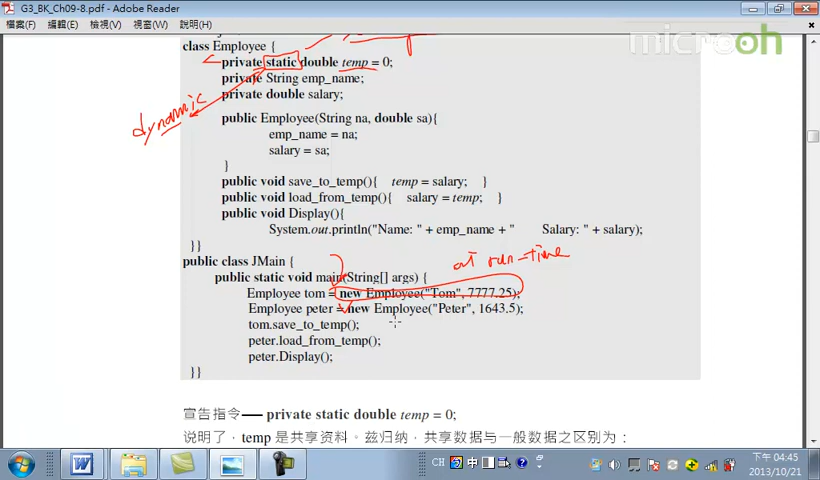 G3_BK_Ch09-8.pdf - Adobe Reader
檔案(F) 編輯(E) 檢視(V) 視窗(W) 說明(H)
microoh
class Employee {
private static double temp = 0;
private String emp_name;
private double salary;
dynamic
public Employee(String na, double sa){
emp_name = na;
salary = sa;
}
public void save_to_temp(){ temp = salary; }
public void load_from_temp(){ salary = temp; }
public void Display(){
System.out.println("Name: " + emp_name + " Salary: " + salary);
}}
public class JMain {
at run-time
public static void main(String[] args) {
Employee tom = new Employee("Tom", 7777.25);
Employee peter = new Employee("Peter", 1643.5);
tom.save_to_temp();
peter.load_from_temp();
peter.Display();
}}
宣告指令── private static double temp = 0;
说明了，temp 是共享资料。兹归纳，共享数据与一般数据之区别为：
CH 中
下午 04:45
2013/10/21